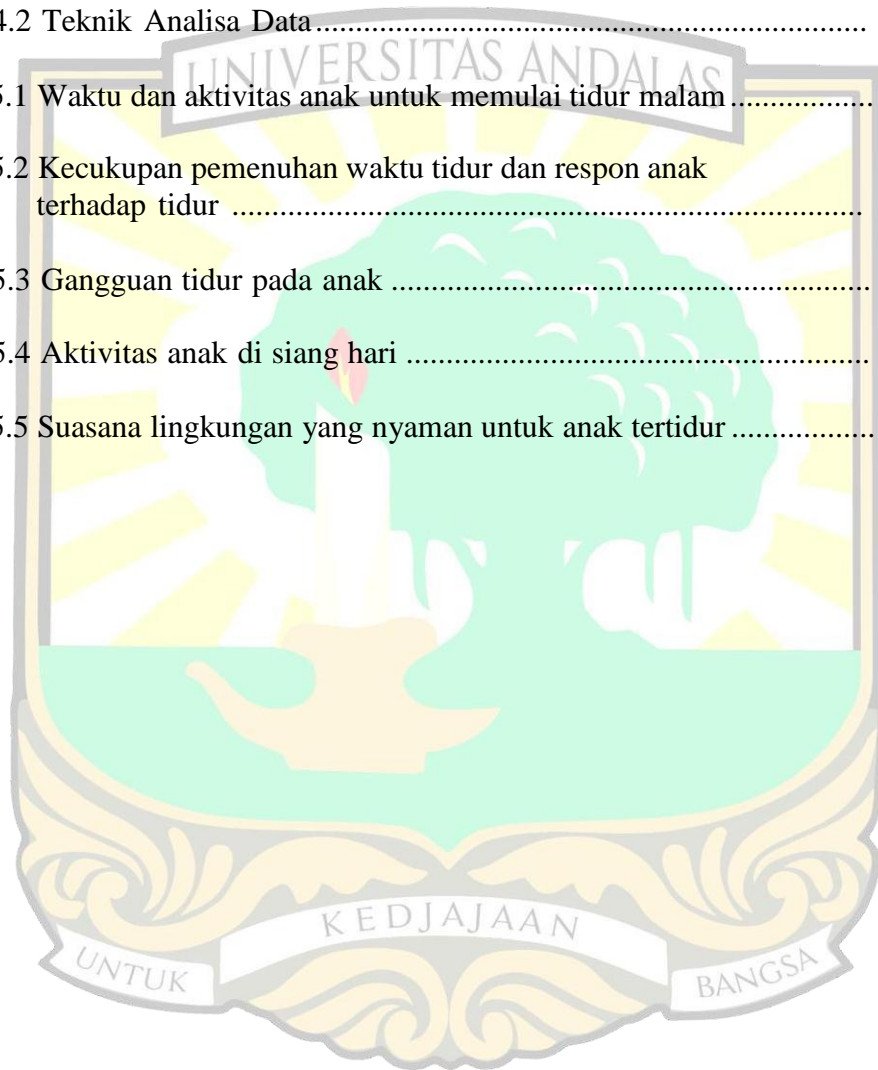 4.2 Teknik Analisa Data.....................................................................
UNIVERSITAS ANDALAS
5.1 Waktu dan aktivitas anak untuk memulai tidur malam..................
5.2 Kecukupan pemenuhan waktu tidur dan respon anak
terhadap tidur ...............................................................................
5.3 Gangguan tidur pada anak ............................................................
5.4 Aktivitas anak di siang hari ..........................................................
5.5 Suasana lingkungan yang nyaman untuk anak tertidur..................
KEDJAJAAN
UNTUK
BANGSA